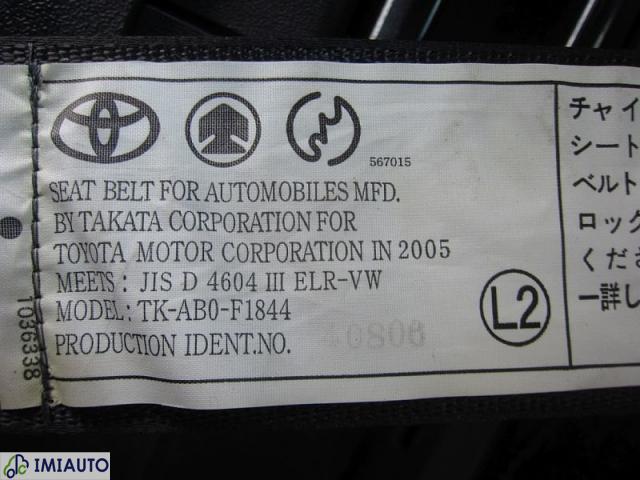 567015
SEAT BELT FOR AUTOMOBILES MFD.
BY TAKATA CORPORATION FOR
TOYOTA MOTOR CORPORATION IN 2005
MEETS: JIS D 4604 III ELR-VW
MODEL: TK-AB0-F1844
PRODUCTION IDENT.NO.
L2
チャイ
シート
ベルト
ロック
くださ
一詳し
1036338
IMIAUTO